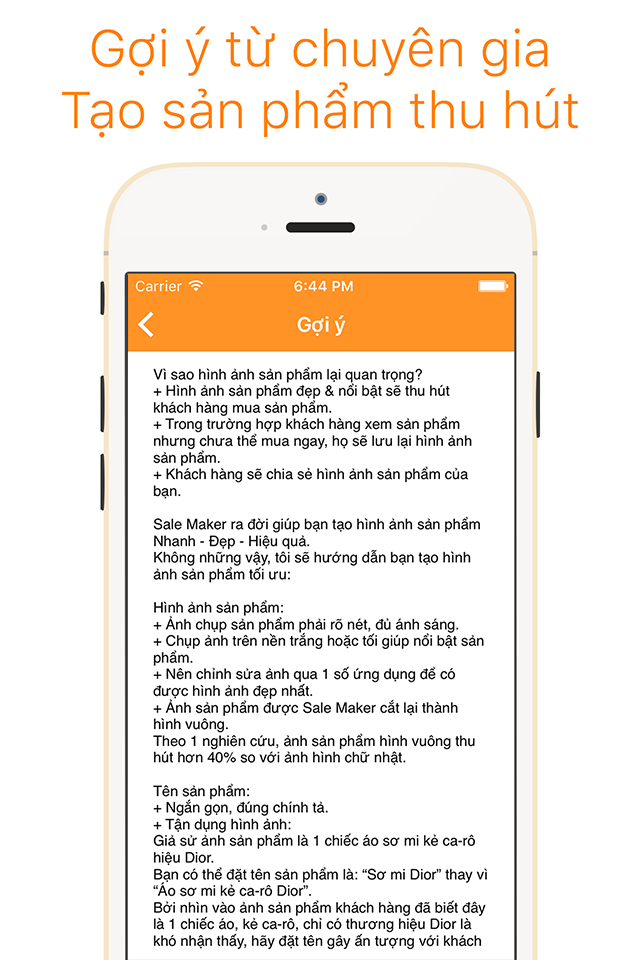 Gợi ý từ chuyên gia
Tạo sản phẩm thu hút
Carrier 6:44 PM
Gợi ý
Vì sao hình ảnh sản phẩm lại quan trọng?
+ Hình ảnh sản phẩm đẹp & nổi bật sẽ thu hút
khách hàng mua sản phẩm.
+ Trong trường hợp khách hàng xem sản phẩm
nhưng chưa thể mua ngay, họ sẽ lưu lại hình ảnh
sản phẩm.
+ Khách hàng sẽ chia sẻ hình ảnh sản phẩm của
bạn.
Sale Maker ra đời giúp bạn tạo hình ảnh sản phẩm
Nhanh - Đẹp - Hiệu quả.
Không những vậy, tôi sẽ hướng dẫn bạn tạo hình
ảnh sản phẩm tối ưu:
Hình ảnh sản phẩm:
+ Ảnh chụp sản phẩm phải rõ nét, đủ ánh sáng.
+ Chụp ảnh trên nền trắng hoặc tối giúp nổi bật sản
phẩm.
+ Nên chỉnh sửa ảnh qua 1 số ứng dụng để có
được hình ảnh đẹp nhất.
+ Ảnh sản phẩm được Sale Maker cắt lại thành
hình vuông.
Theo 1 nghiên cứu, ảnh sản phẩm hình vuông thu
hút hơn 40% so với ảnh hình chữ nhật.
Tên sản phẩm:
+ Ngắn gọn, đúng chính tả.
+ Tận dụng hình ảnh:
Giả sử ảnh sản phẩm là 1 chiếc áo sơ mi kẻ ca-rô
hiệu Dior.
Bạn có thể đặt tên sản phẩm là: “Sơ mi Dior” thay vì
“Áo sơ mi kẻ ca-rô Dior”.
Bởi nhìn vào ảnh sản phẩm khách hàng đã biết đây
là 1 chiếc áo, kẻ ca-rô, chỉ có thương hiệu Dior là
khó nhận thấy, hãy đặt tên gây ấn tượng với khách